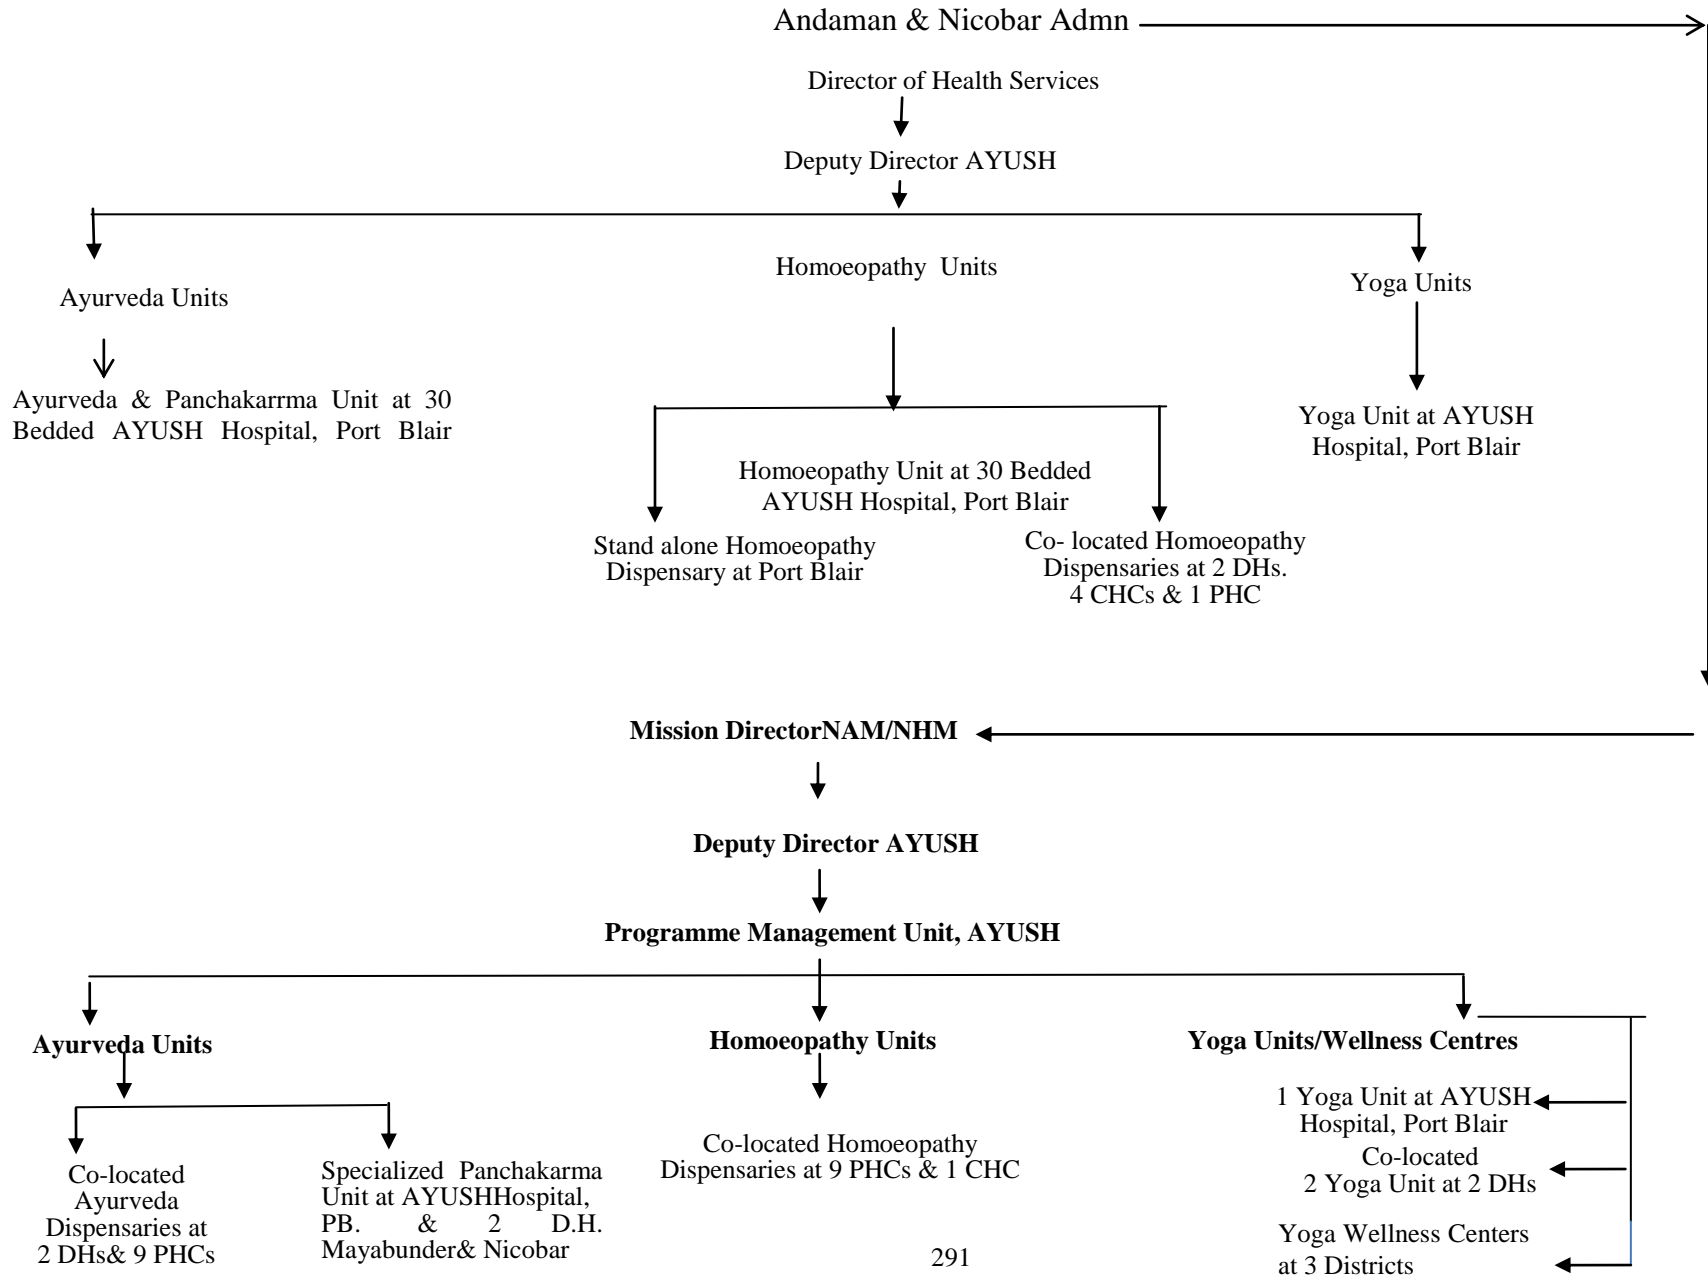 Andaman & Nicobar Admn
Director of Health Services
Deputy Director AYUSH
Ayurveda Units
Homoeopathy Units
Yoga Units
Ayurveda & Panchakarrma Unit at 30
Bedded AYUSH Hospital, Port Blair
Homoeopathy Unit at 30 Bedded
AYUSH Hospital, Port Blair
Stand alone Homoeopathy
Dispensary at Port Blair
Co- located Homoeopathy
Dispensaries at 2 DHs.
4 CHCs & 1 PHC
Yoga Unit at AYUSH
Hospital, Port Blair
Mission DirectorNAM/NHM
Deputy Director AYUSH
Programme Management Unit, AYUSH
Ayurveda Units
Homoeopathy Units
Yoga Units/Wellness Centres
Co-located
Ayurveda
Dispensaries at
2 DHs& 9 PHCs
Specialized Panchakarma
Unit at AYUSHHospital,
PB. & 2 D.H.
Mayabunder& Nicobar
Co-located Homoeopathy
Dispensaries at 9 PHCs & 1 CHC
1 Yoga Unit at AYUSH
Hospital, Port Blair
Co-located
2 Yoga Unit at 2 DHs
Yoga Wellness Centers
at 3 Districts
291